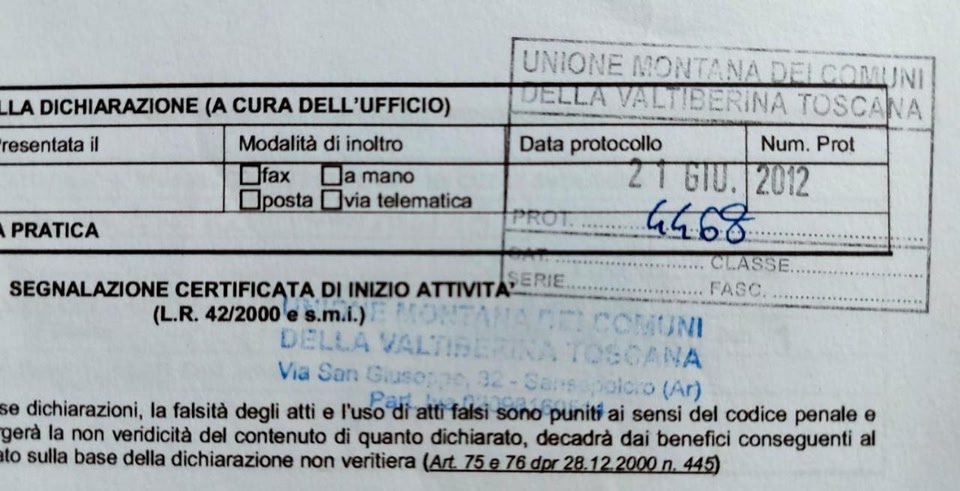 UNIONE MONTANA DEI COMUNI
DELLA VALTIBERINA TOSCANA
LLA DICHIARAZIONE (A CURA DELL'UFFICIO)
resentata il Modalità di inoltro Data protocollo Num. Prot
fax a mano 21 GIU. 2012
posta via telematica
PROT. 4468
A PRATICA
CAT. CLASSE
SERIE FASC.
SEGNALAZIONE CERTIFICATA DI INIZIO ATTIVITA'
(L.R. 42/2000 e s.m.i.)
UNIONE MONTANA DEI COMUNI
DELLA VALTIBERINA TOSCANA
Via San Giuseppe, 32 - Sansepolcro (Ar)
Part. Iva
se dichiarazioni, la falsità degli atti e l'uso di atti falsi sono puniti ai sensi del codice penale e
rgerà la non veridicità del contenuto di quanto dichiarato, decadrà dai benefici conseguenti al
ato sulla base della dichiarazione non veritiera (Art. 75 e 76 dpr 28.12.2000 n. 445)